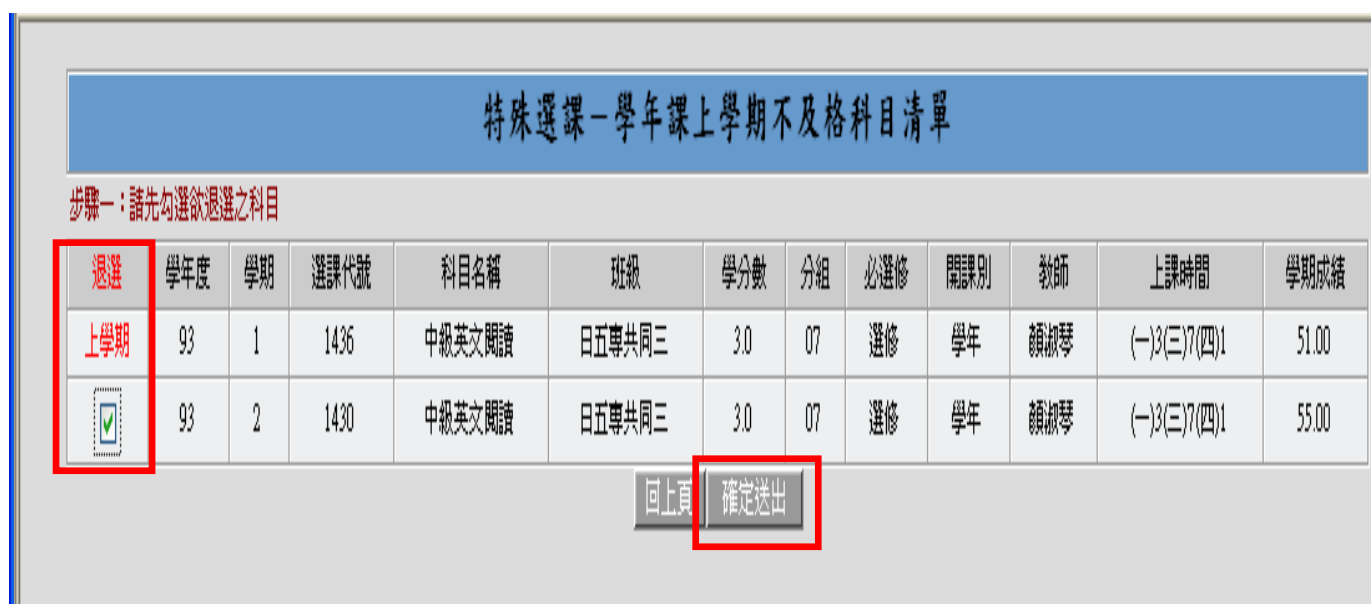 特殊選課－學年課上學期不及格科目清單
步驟一：請先勾選欲退選之科目
退選 學年度 學期 選課代號 科目名稱 班級 學分數 分組 必選修 開課別 教師 上課時間 學期成績
上學期 93 1 1436 中級英文閱讀 日五專共同三 3.0 07 選修 學年 顏淑琴 (一)3(三)7(四)1 51.00
93 2 1430 中級英文閱讀 日五專共同三 3.0 07 選修 學年 顏淑琴 (一)3(三)7(四)1 55.00
回上頁 確定送出